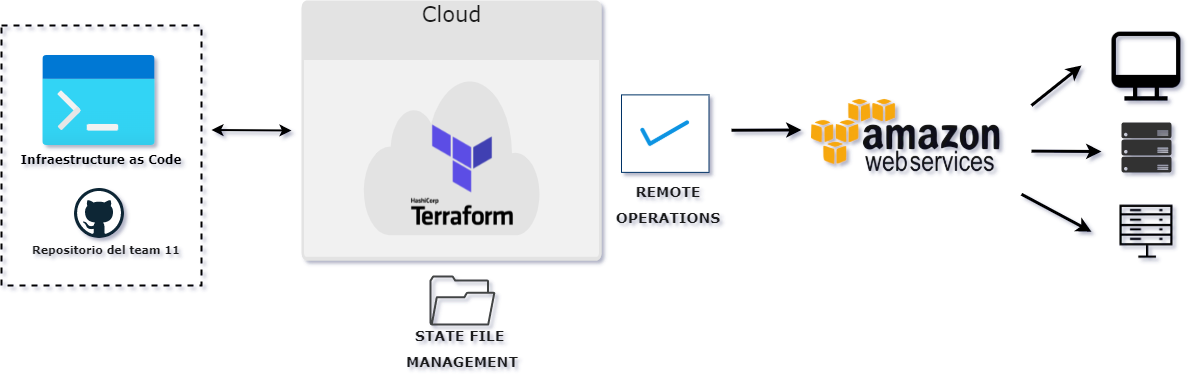 Cloud
Infraestructure as Code
Repositorio del team 11
HashiCorp
Terraform
REMOTE
OPERATIONS
amazon
webservices
STATE FILE
MANAGEMENT